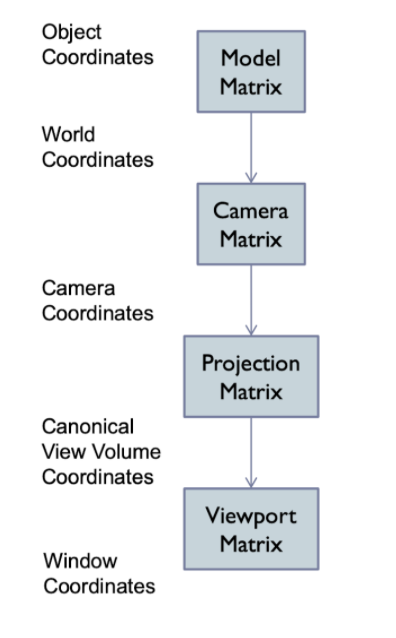 Object
Coordinates
Model
Matrix
World
Coordinates
Camera
Matrix
Camera
Coordinates
Projection
Matrix
Canonical
View Volume
Coordinates
Viewport
Matrix
Window
Coordinates